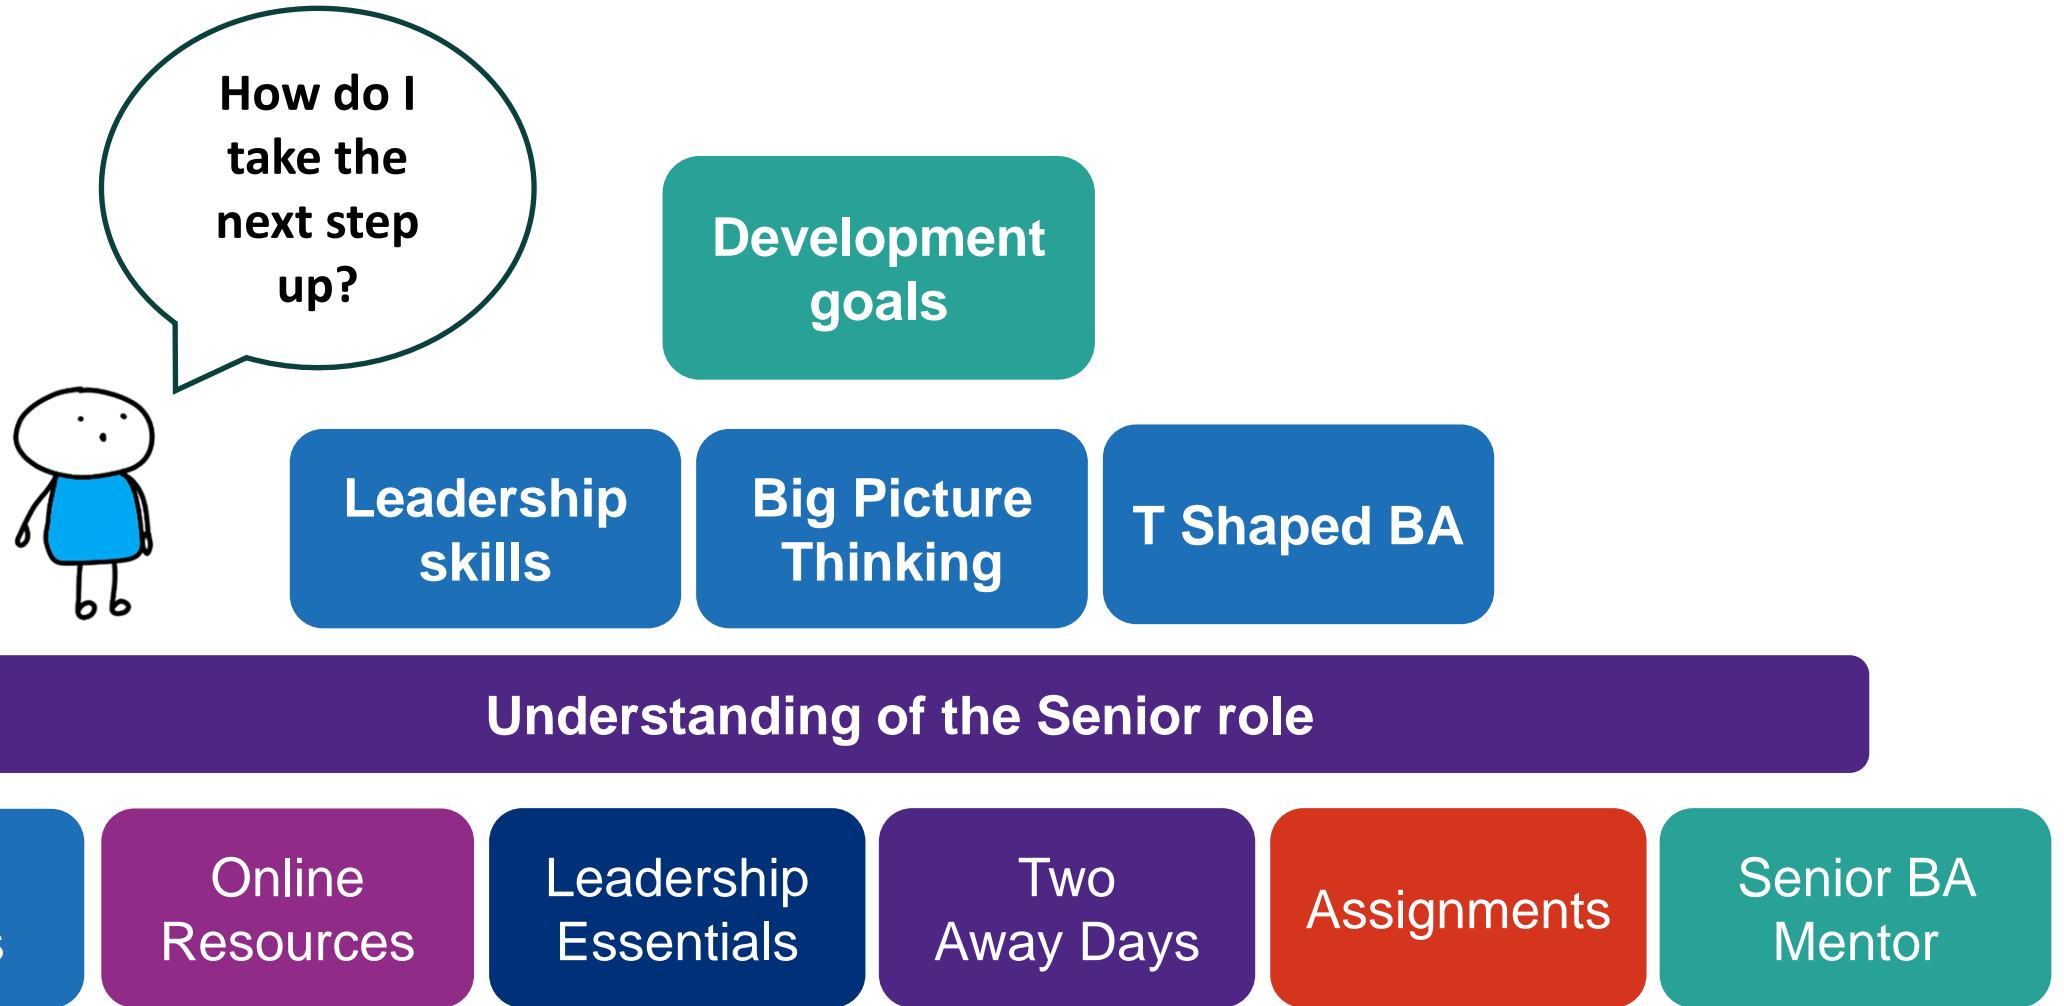 How do I
take the
next step
up?
Development
goals
Leadership
skills
Big Picture
Thinking
T Shaped BA
Understanding of the Senior role
Online
Resources
Leadership
Essentials
Two
Away Days
Assignments
Senior BA
Mentor